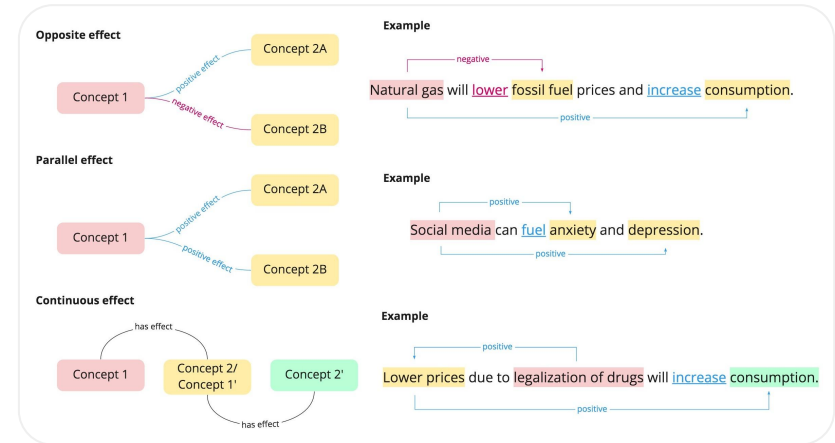 Opposite effect
Concept 1
positive effect
negative effect
Concept 2A
Concept 2B
Example
negative
Natural gas will lower fossil fuel prices and increase consumption.
positive
Parallel effect
Concept 1
positive effect
positive effect
Concept 2A
Concept 2B
Example
positive
Social media can fuel anxiety and depression.
positive
Continuous effect
has effect
Concept 1
Concept 2/
Concept 1'
Concept 2'
has effect
Example
positive
Lower prices due to legalization of drugs will increase consumption.
positive